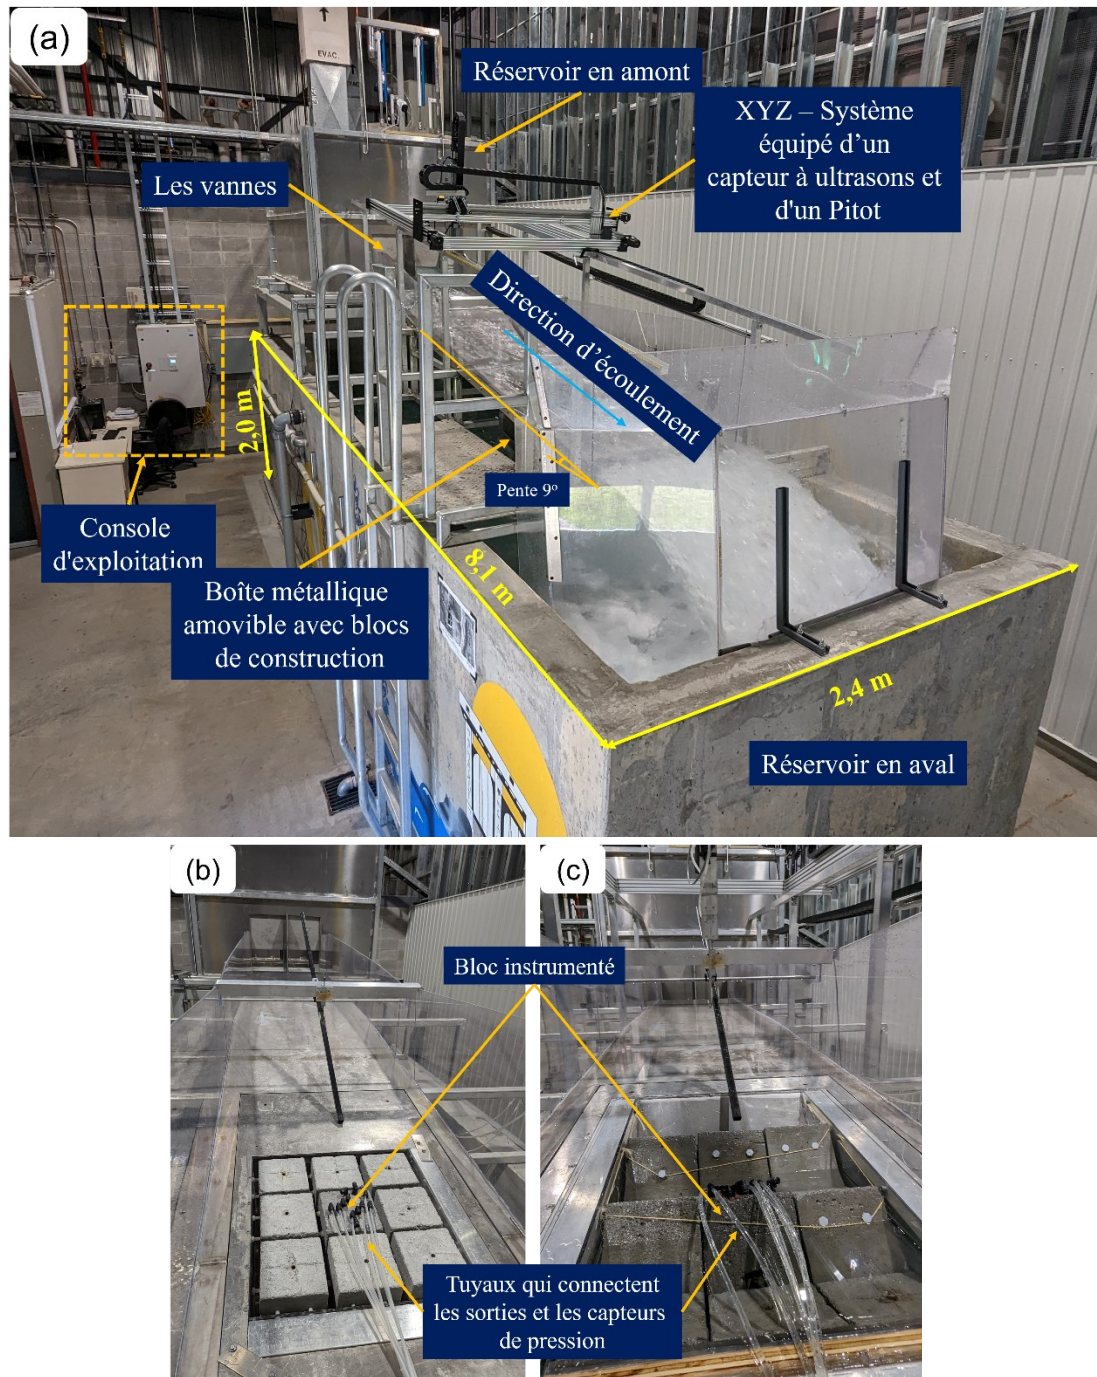 (a)
EVAC.
Réservoir en amont
XYZ – Système
équipé d'un
capteur à ultrasons et
d'un Pitot
Les vannes
Direction d'écoulement
2,0 m
Pente 9°
Console
d'exploitation
8,1 m
Boîte métallique
amovible avec blocs
de construction
2,4 m
Réservoir en aval
(b)
(c)
Bloc instrumenté
Tuyaux qui connectent
les sorties et les capteurs
de pression